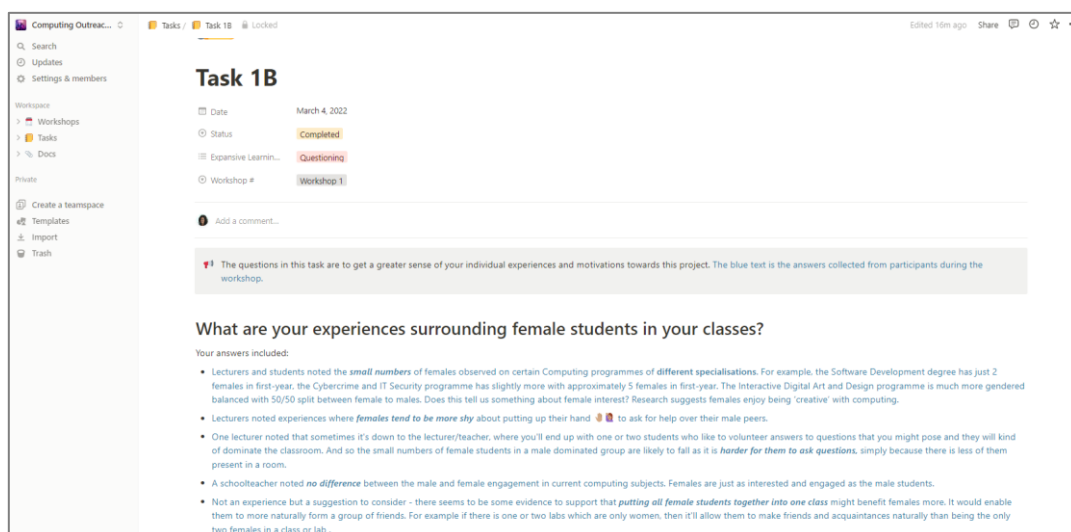 Computing Outreac...
Tasks / Task 1B Locked
Edited 16m ago Share
Search
Updates
Settings & members
Workspace
Workshops
Tasks
Docs
Private
Create a teamspace
Templates
Import
Trash
Task 1B
Date March 4, 2022
Status Completed
Expansive Learnin... Questioning
Workshop # Workshop 1
Add a comment...
The questions in this task are to get a greater sense of your individual experiences and motivations towards this project. The blue text is the answers collected from participants during the
workshop.
What are your experiences surrounding female students in your classes?
Your answers included:
• Lecturers and students noted the small numbers of females observed on certain Computing programmes of different specialisations. For example, the Software Development degree has just 2
females in first-year, the Cybercrime and IT Security programme has slightly more with approximately 5 females in first-year. The Interactive Digital Art and Design programme is much more gendered
balanced with 50/50 split between female to males. Does this tell us something about female interest? Research suggests females enjoy being 'creative' with computing.
• Lecturers noted experiences where females tend to be more shy about putting up their hand 🤚🙋 to ask for help over their male peers.
• One lecturer noted that sometimes it's down to the lecturer/teacher, where you'll end up with one or two students who like to volunteer answers to questions that you might pose and they will kind
of dominate the classroom. And so the small numbers of female students in a male dominated group are likely to fall as it is harder for them to ask questions, simply because there is less of them
present in a room.
• A schoolteacher noted no difference between the male and female engagement in current computing subjects. Females are just as interested and engaged as the male students.
• Not an experience but a suggestion to consider - there seems to be some evidence to support that putting all female students together into one class might benefit females more. It would enable
them to more naturally form a group of friends. For example if there is one or two labs which are only women, then it'll allow them to make friends and acquaintances naturally than being the only
two females in a class or lab .